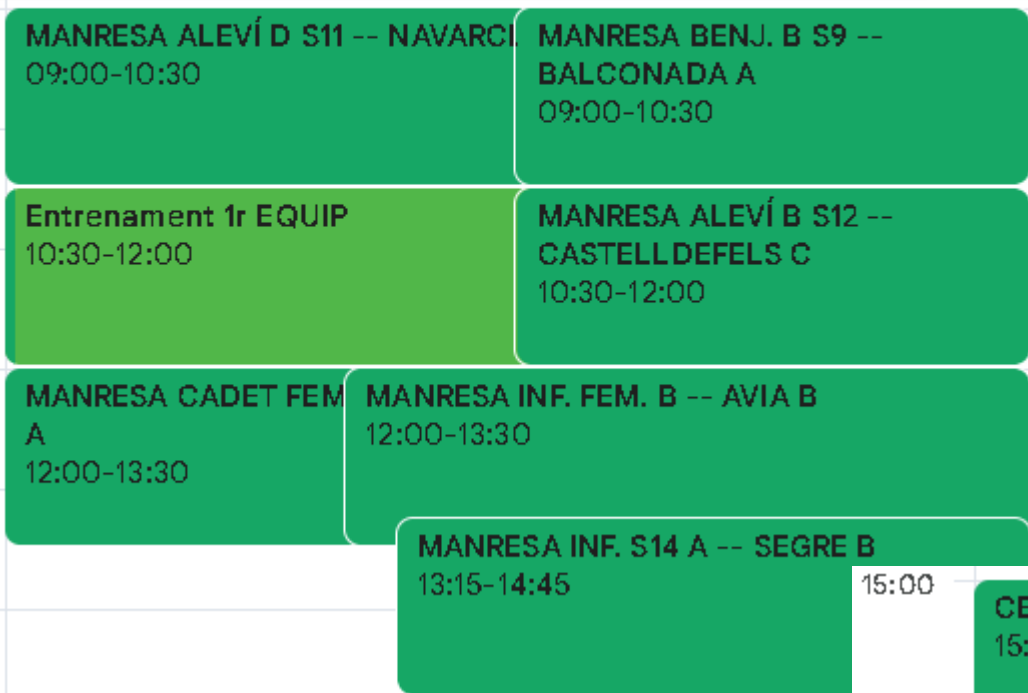 MANRESA ALEVÍ D S11 -- NAVARCL
09:00-10:30
MANRESA BENJ. B S9 --
BALCONADA A
09:00-10:30
Entrenament 1r EQUIP
10:30-12:00
MANRESA ALEVÍ B S12 --
CASTELLDEFELS C
10:30-12:00
MANRESA CADET FEM
A
12:00-13:30
MANRESA INF. FEM. B -- AVIA B
12:00-13:30
MANRESA INF. S14 A -- SEGRE B
13:15-14:45
15:00
CE
15: